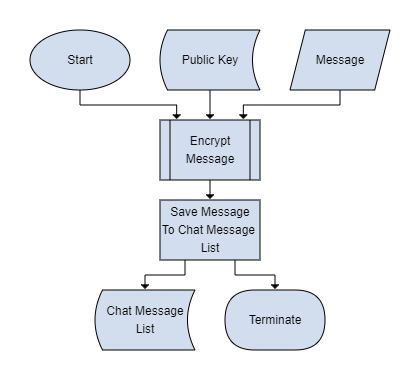 Start
Public Key
Message
Encrypt
Message
Save Message
To Chat Message
List
Chat Message
List
Terminate